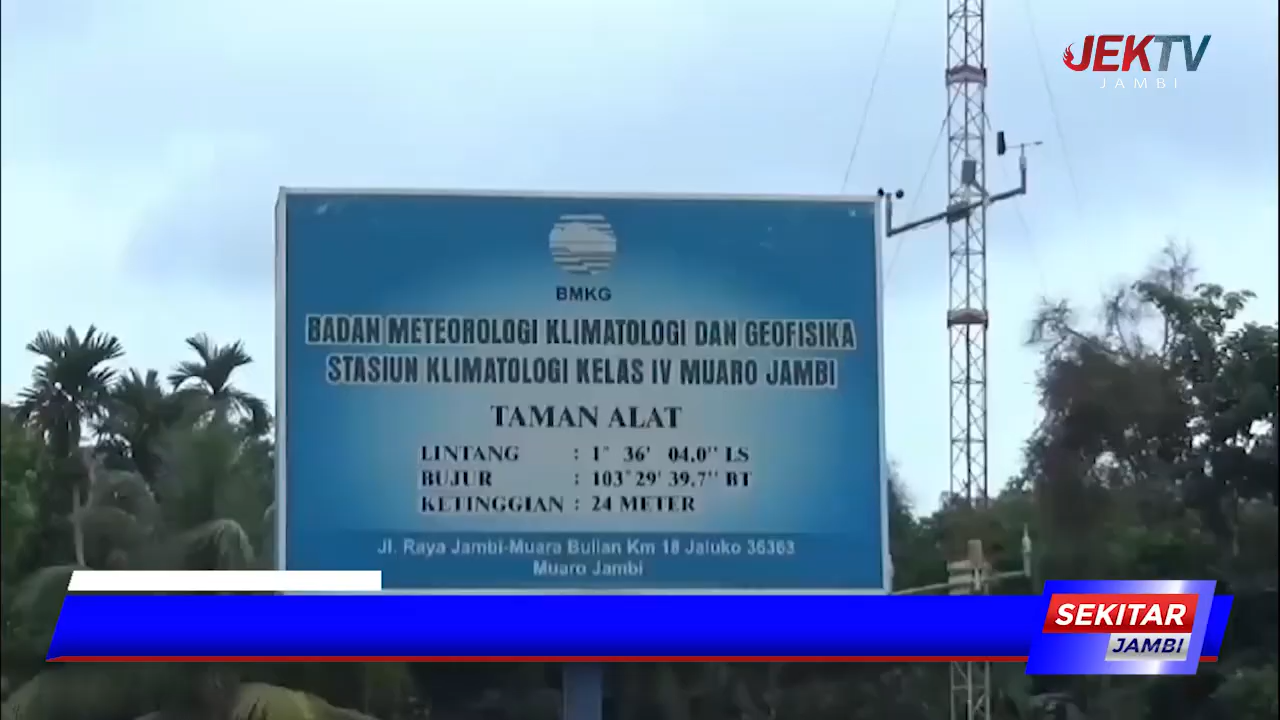 JEKTV
JAMBI
BMKG
BADAN METEOROLOGI KLIMATOLOGI DAN GEOFISIKA
STASIUN KLIMATOLOGI KELAS IV MUARO JAMBI
TAMAN ALAT
LINTANG : 1° 36' 04,0'' LS
BUJUR : 103° 29' 39,7'' BT
KETINGGIAN : 24 METER
Jl. Raya Jambi-Muara Bulian Km 18 Jaluko 36363
Muaro Jambi
SEKITAR
JAMBI